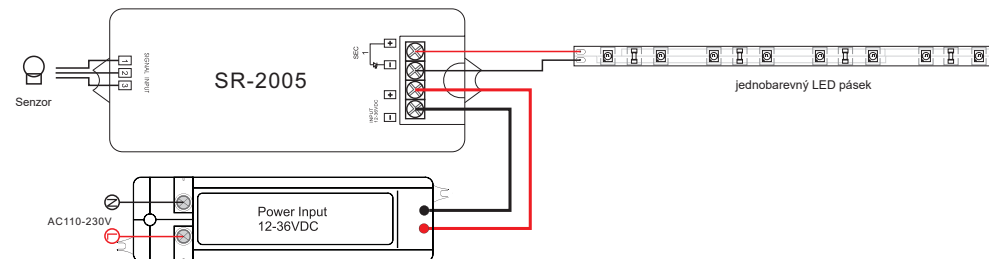 Senzor
1
2
3
SIGNAL INPUT
SR-2005
SEC
1
+
−
+
−
INPUT
12-36VDC
jednobarevný LED pásek
N
AC110-230V
L
Power Input
12-36VDC